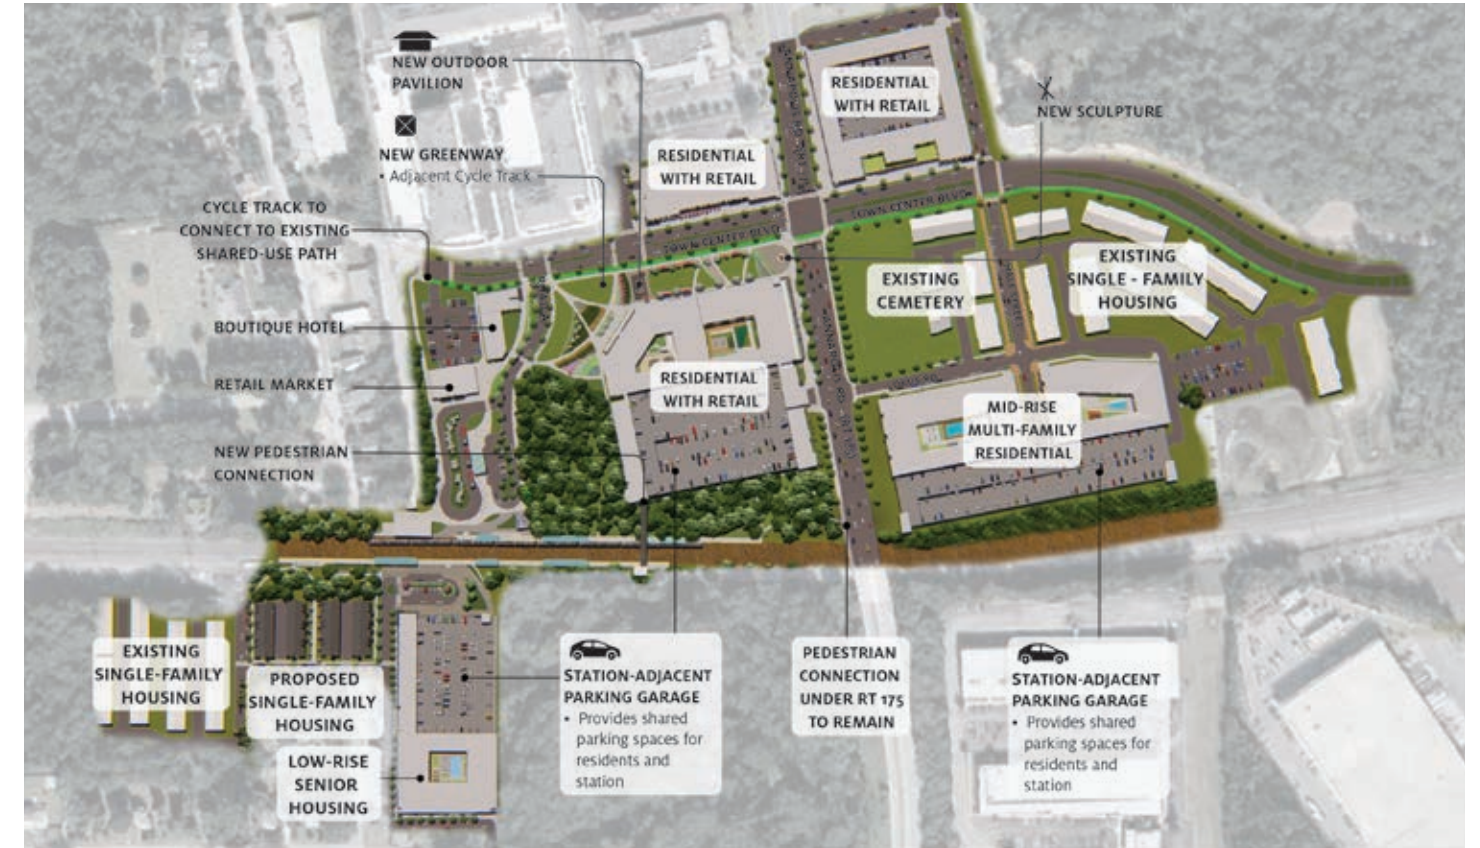 NEW OUTDOOR
PAVILION
NEW GREENWAY
• Adjacent Cycle Track
CYCLE TRACK TO
CONNECT TO EXISTING
SHARED-USE PATH
BOUTIQUE HOTEL
RETAIL MARKET
NEW PEDESTRIAN
CONNECTION
RESIDENTIAL
WITH RETAIL
RESIDENTIAL
WITH RETAIL
NEW SCULPTURE
TOWN CENTER BLVD
TOWN CENTER BLVD
EXISTING
CEMETERY
EXISTING
SINGLE - FAMILY
HOUSING
RESIDENTIAL
WITH RETAIL
MID-RISE
MULTI-FAMILY
RESIDENTIAL
EXISTING
SINGLE-FAMILY
HOUSING
PROPOSED
SINGLE-FAMILY
HOUSING
LOW-RISE
SENIOR
HOUSING
STATION-ADJACENT
PARKING GARAGE
• Provides shared
parking spaces for
residents and
station
PEDESTRIAN
CONNECTION
UNDER RT 175
TO REMAIN
STATION-ADJACENT
PARKING GARAGE
• Provides shared
parking spaces for
residents and
station